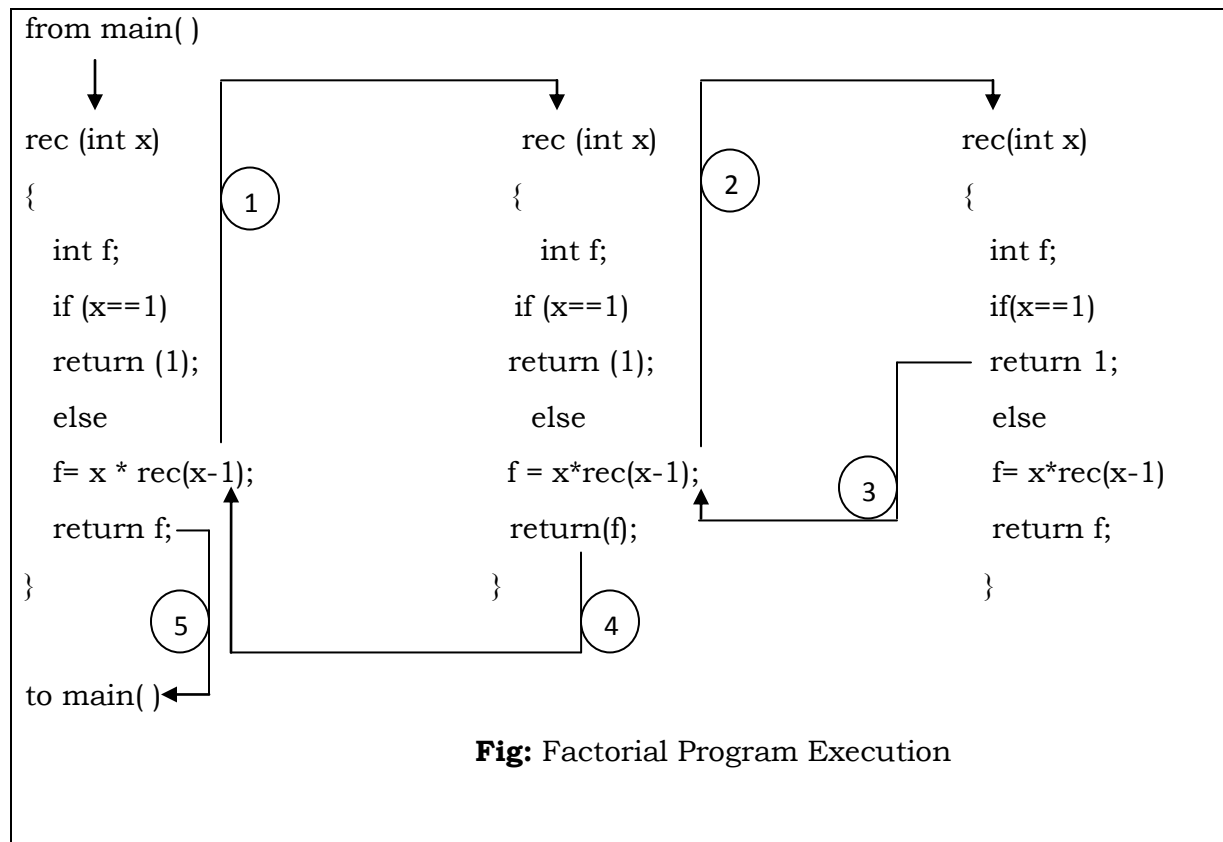 from main( )
rec (int x)
{
int f;
if (x==1)
return (1);
else
f= x * rec(x-1);
return f;
}
to main( )
1
rec (int x)
{
int f;
if (x==1)
return (1);
else
f = x*rec(x-1);
return(f);
}
2
rec(int x)
{
int f;
if(x==1)
return 1;
else
f= x*rec(x-1)
return f;
}
3
4
5
Fig: Factorial Program Execution